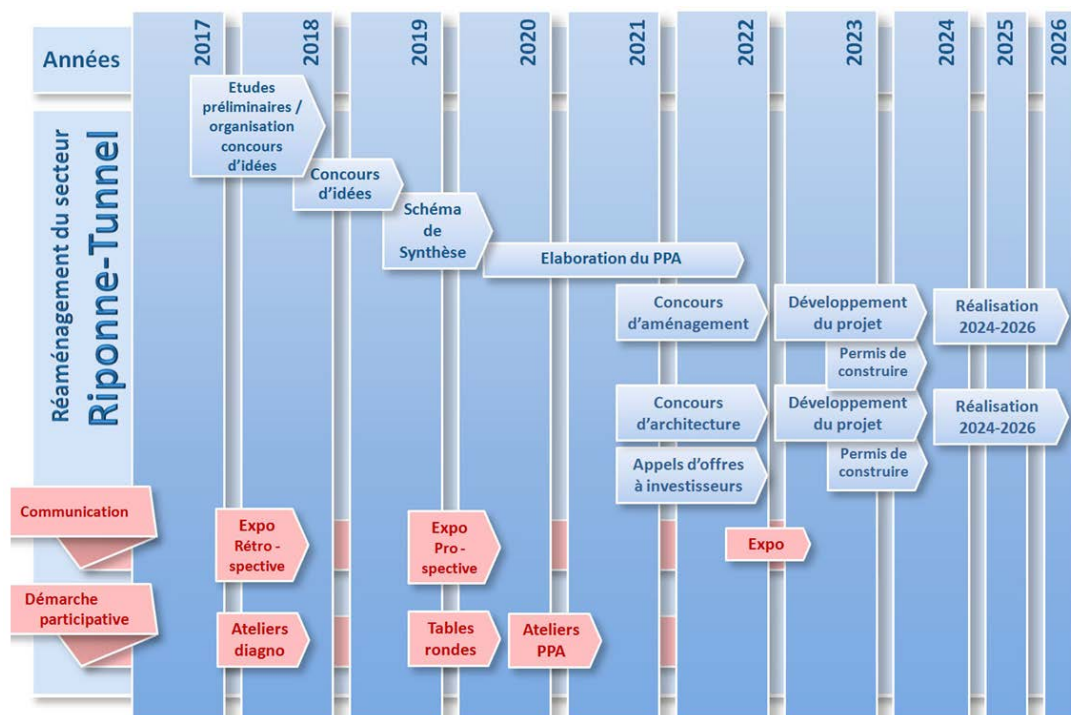 Années
2017
2018
2019
2020
2021
2022
2023
2024
2025
2026
Réaménagement du secteur
Riponne-Tunnel
Etudes
préliminaires /
organisation
concours
d'idées
Concours
d'idées
Schéma
de
Synthèse
Elaboration du PPA
Concours
d'aménagement
Développement
du projet
Réalisation
2024-2026
Permis de
construire
Concours
d'architecture
Développement
du projet
Réalisation
2024-2026
Appels d'offres
à investisseurs
Permis de
construire
Communication
Expo
Rétro -
spective
Expo
Pro -
spective
Expo
Démarche
participative
Ateliers
diagno
Tables
rondes
Ateliers
PPA